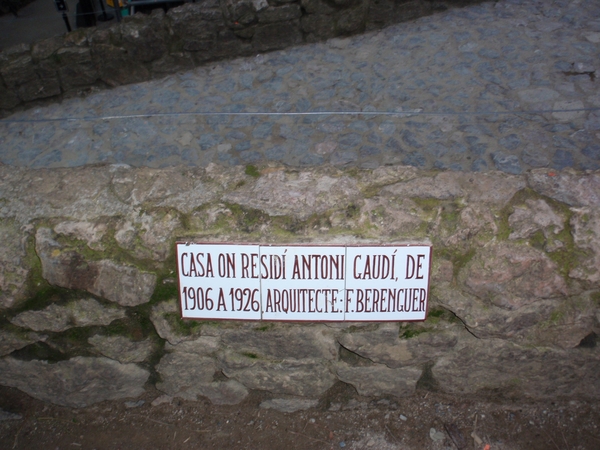 CASA ON RESIDÍ ANTONI GAUDÍ, DE
1906 A 1926. ARQUITECTE: F. BERENGUER